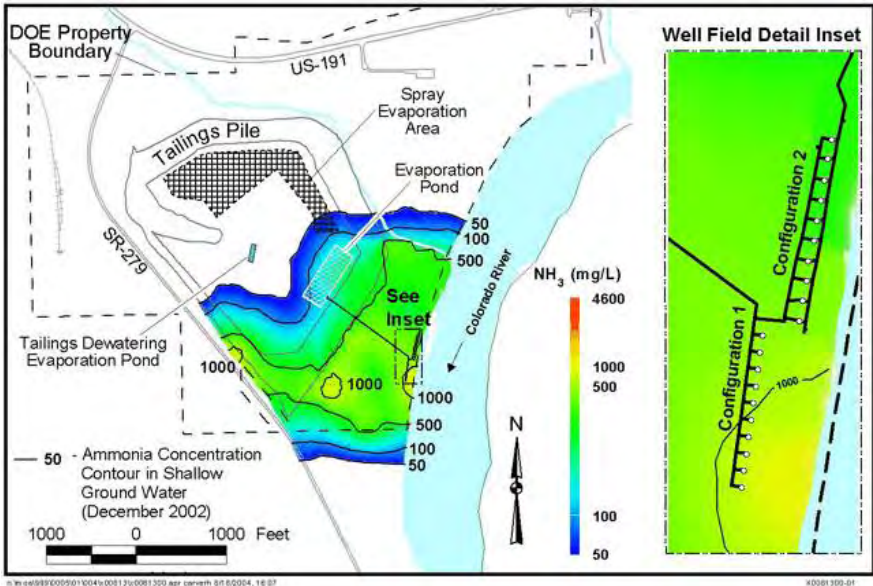 DOE Property
Boundary
US-191
Spray
Evaporation
Area
Tailings Pile
Evaporation
Pond
SR-279
50
100
500
See
Inset
Colorado River
Tailings Dewatering
Evaporation Pond
1000
1000
1000
500
100
50
NH3 (mg/L)
4600
1000
500
100
50
N
50 - Ammonia Concentration
Contour in Shallow
Ground Water
(December 2002)
1000 0 1000 Feet
Well Field Detail Inset
Configuration 2
Configuration 1
1000
X0081300-01